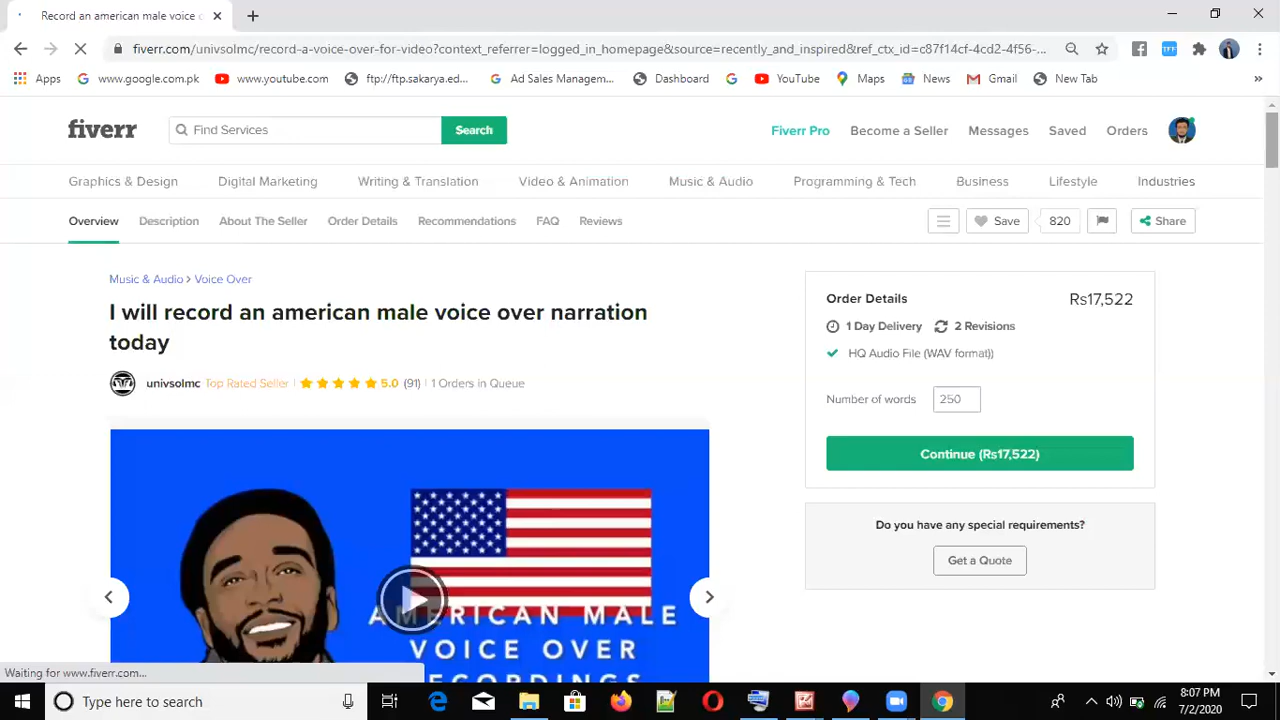 Record an american male voice
fiverr.com/univsolmc/record-a-voice-over-for-video?context_referrer=logged_in_homepage&source=recently_and_inspired&ref_ctx_id=c87f14cf-4cd2-4f56-...
Apps www.google.com.pk www.youtube.com ftp://ftp.sakarya.ed... Ad Sales Managem... Dashboard YouTube Maps News Gmail New Tab »
fiverr Find Services Search Fiverr Pro Become a Seller Messages Saved Orders
Graphics & Design Digital Marketing Writing & Translation Video & Animation Music & Audio Programming & Tech Business Lifestyle Industries
Overview Description About The Seller Order Details Recommendations FAQ Reviews Save 820 Share
Music & Audio > Voice Over
I will record an american male voice over narration
today
univsolmc Top Rated Seller 5.0 (91) 1 Orders in Queue
Order Details Rs17,522
1 Day Delivery 2 Revisions
HQ Audio File (WAV format))
Number of words 250
Continue (Rs17,522)
Do you have any special requirements?
Get a Quote
AMERICAN MALE
VOICE OVER
RECORDINGS
Waiting for www.fiverr.com...
Type here to search
8:07 PM
7/2/2020